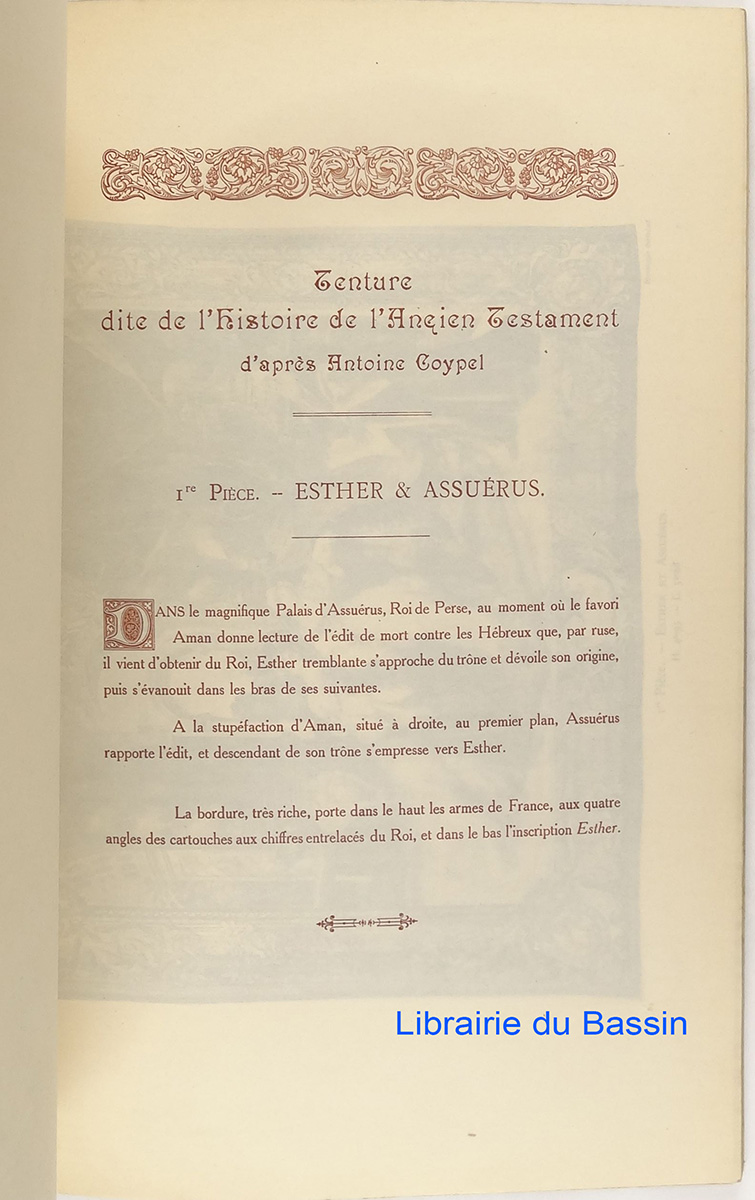 Tenture
dite de l'Histoire de l'Ancien Testament
d'après Antoine Coypel
1re PIÈCE. -- ESTHER & ASSUÉRUS.
DANS le magnifique Palais d'Assuérus, Roi de Perse, au moment où le favori
Aman donne lecture de l'édit de mort contre les Hébreux que, par ruse,
il vient d'obtenir du Roi, Esther tremblante s'approche du trône et dévoile son origine,
puis s'évanouit dans les bras de ses suivantes.
A la stupéfaction d'Aman, situé à droite, au premier plan, Assuérus
rapporte l'édit, et descendant de son trône s'empresse vers Esther.
La bordure, très riche, porte dans le haut les armes de France, aux quatre
angles des cartouches aux chiffres entrelacés du Roi, et dans le bas l'inscription Esther.
Librairie du Bassin